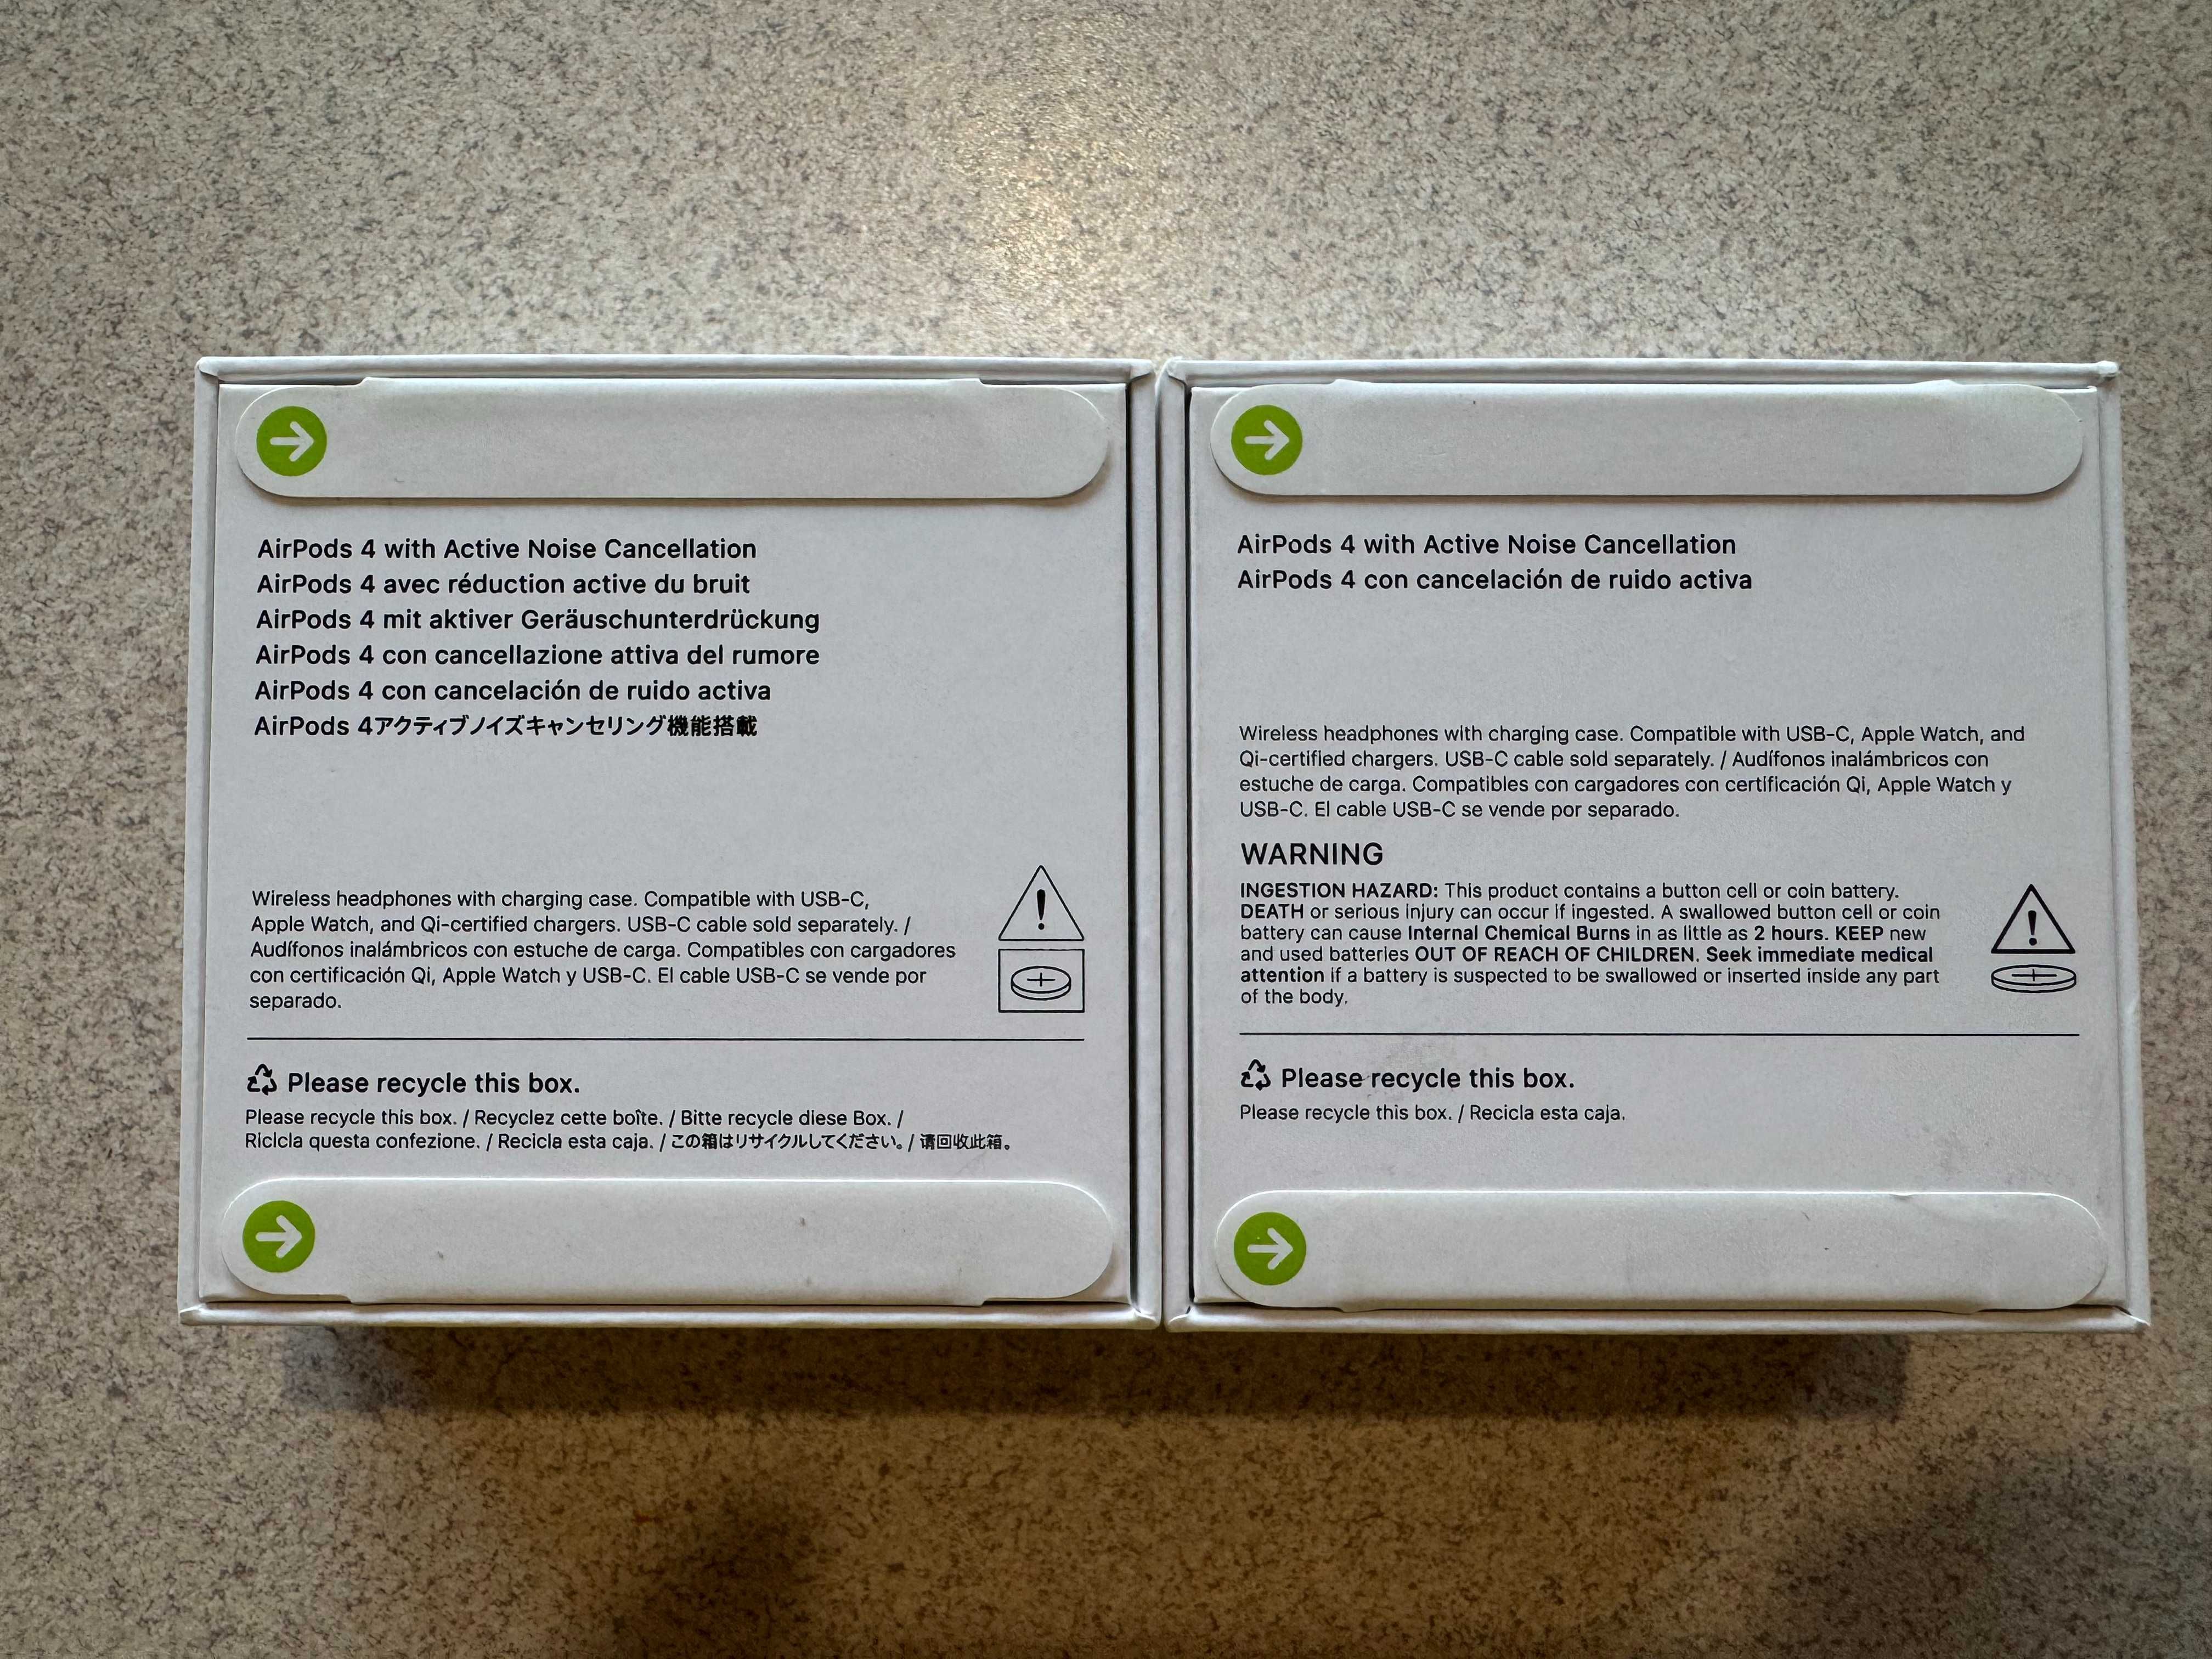 AirPods 4 with Active Noise Cancellation
AirPods 4 avec réduction active du bruit
AirPods 4 mit aktiver Geräuschunterdrückung
AirPods 4 con cancellazione attiva del rumore
AirPods 4 con cancelación de ruido activa
AirPods 4アクティブノイズキャンセリング機能搭載
Wireless headphones with charging case. Compatible with USB-C,
Apple Watch, and Qi-certified chargers. USB-C cable sold separately. /
Audífonos inalámbricos con estuche de carga. Compatibles con cargadores
con certificación Qi, Apple Watch y USB-C. El cable USB-C se vende por
separado.
Please recycle this box.
Please recycle this box. / Recyclez cette boîte. / Bitte recycle diese Box. /
Ricicla questa confezione. / Recicla esta caja. / この箱はリサイクルしてください。/ 请回收此箱。
AirPods 4 with Active Noise Cancellation
AirPods 4 con cancelación de ruido activa
Wireless headphones with charging case. Compatible with USB-C, Apple Watch, and
Qi-certified chargers. USB-C cable sold separately. / Audífonos inalámbricos con
estuche de carga. Compatibles con cargadores con certificación Qi, Apple Watch y
USB-C. El cable USB-C se vende por separado.
WARNING
INGESTION HAZARD: This product contains a button cell or coin battery.
DEATH or serious injury can occur if ingested. A swallowed button cell or coin
battery can cause Internal Chemical Burns in as little as 2 hours. KEEP new
and used batteries OUT OF REACH OF CHILDREN. Seek immediate medical
attention if a battery is suspected to be swallowed or inserted inside any part
of the body.
Please recycle this box.
Please recycle this box. / Recicla esta caja.